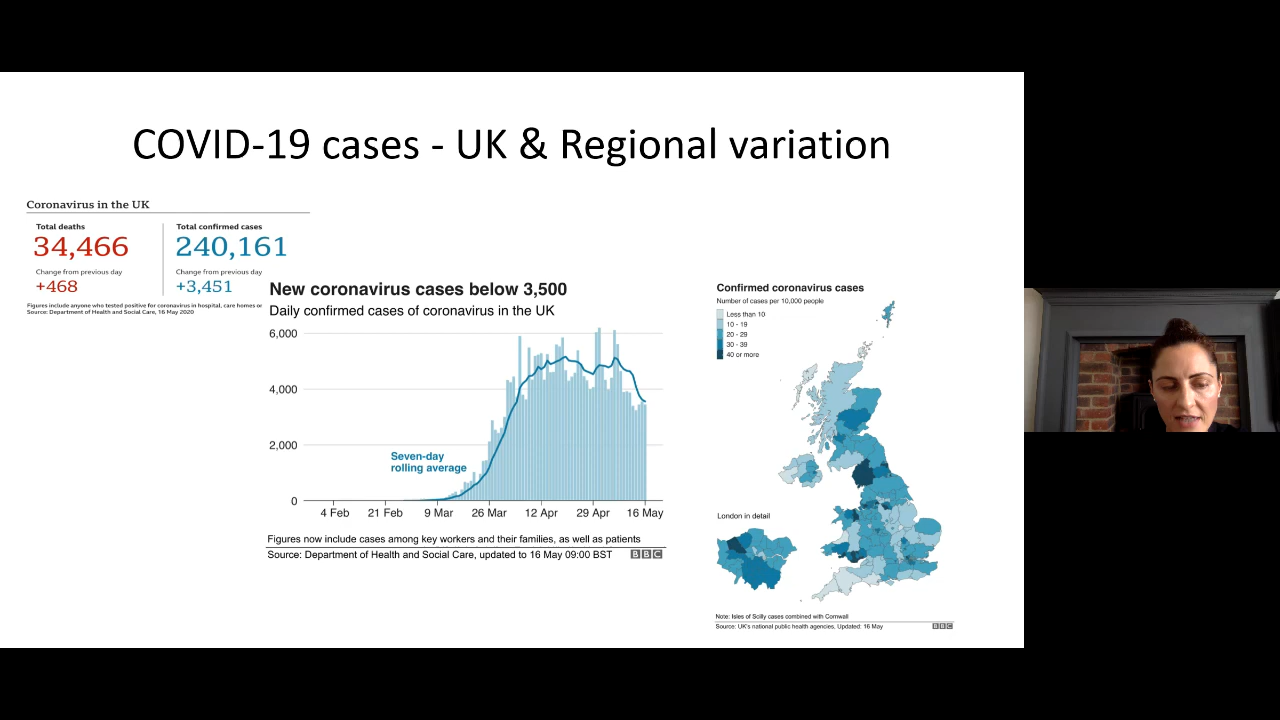 COVID-19 cases - UK & Regional variation
Coronavirus in the UK
Total deaths
34,466
Change from previous day
+468
Total confirmed cases
240,161
Change from previous day
+3,451
Figures include anyone who tested positive for coronavirus in hospital, care homes or
Source: Department of Health and Social Care, 16 May 2020
New coronavirus cases below 3,500
Daily confirmed cases of coronavirus in the UK
6,000
4,000
2,000
0
Seven-day
rolling average
4 Feb 21 Feb 9 Mar 26 Mar 12 Apr 29 Apr 16 May
Figures now include cases among key workers and their families, as well as patients
Source: Department of Health and Social Care, updated to 16 May 09:00 BST BBC
Confirmed coronavirus cases
Number of cases per 10,000 people
Less than 10
10 - 19
20 - 29
30 - 39
40 or more
London in detail
Note: Isles of Scilly cases combined with Cornwall
Source: UK's national public health agencies, Updated: 16 May BBC